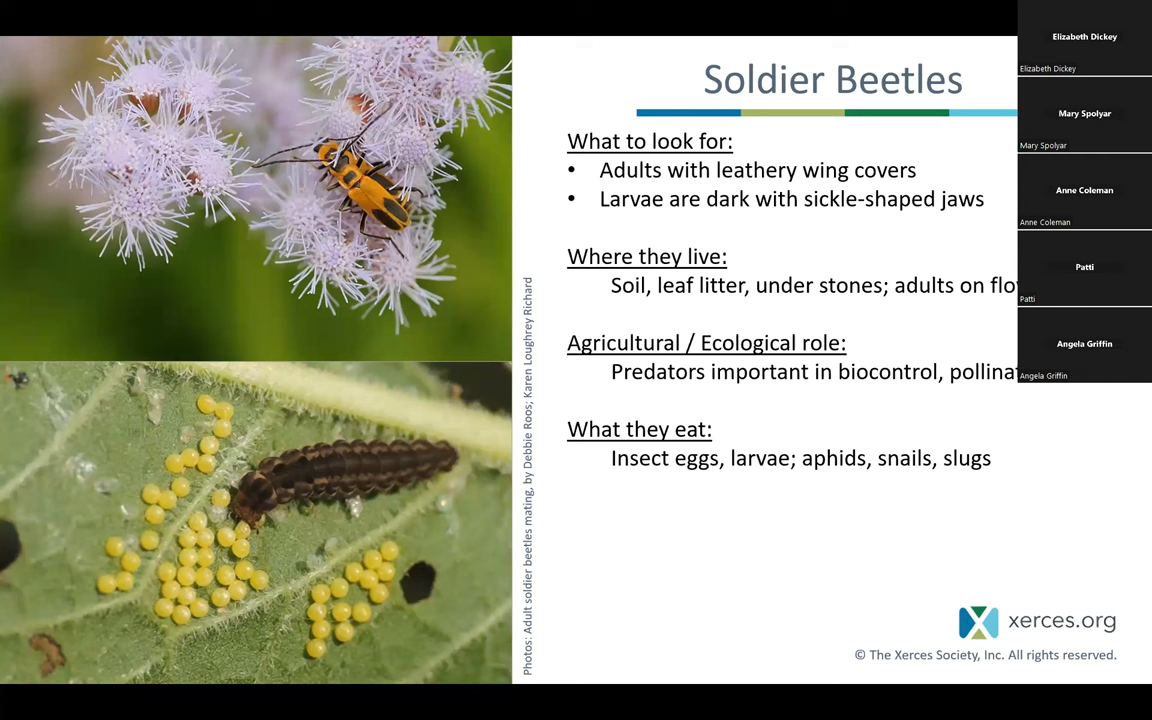 Soldier Beetles
What to look for:
• Adults with leathery wing covers
• Larvae are dark with sickle-shaped jaws
Where they live:
Soil, leaf litter, under stones; adults on flo
Agricultural / Ecological role:
Predators important in biocontrol, pollina
What they eat:
Insect eggs, larvae; aphids, snails, slugs
Photos: Adult soldier beetles mating, by Debbie Roos; Karen Loughrey Richard
xerces.org
© The Xerces Society, Inc. All rights reserved.
Elizabeth Dickey
Elizabeth Dickey
Mary Spolyar
Mary Spolyar
Anne Coleman
Anne Coleman
Patti
Patti
Angela Griffin
Angela Griffin